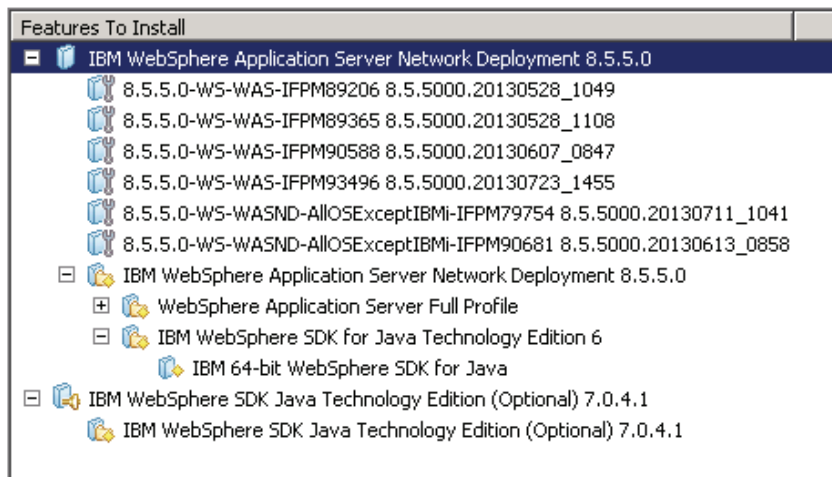 Features To Install
IBM WebSphere Application Server Network Deployment 8.5.5.0
8.5.5.0-WS-WAS-IFPM89206 8.5.5000.20130528_1049
8.5.5.0-WS-WAS-IFPM89365 8.5.5000.20130528_1108
8.5.5.0-WS-WAS-IFPM90588 8.5.5000.20130607_0847
8.5.5.0-WS-WAS-IFPM93496 8.5.5000.20130723_1455
8.5.5.0-WS-WASND-AllOSExceptIBMi-IFPM79754 8.5.5000.20130711_1041
8.5.5.0-WS-WASND-AllOSExceptIBMi-IFPM90681 8.5.5000.20130613_0858
IBM WebSphere Application Server Network Deployment 8.5.5.0
WebSphere Application Server Full Profile
IBM WebSphere SDK for Java Technology Edition 6
IBM 64-bit WebSphere SDK for Java
IBM WebSphere SDK Java Technology Edition (Optional) 7.0.4.1
IBM WebSphere SDK Java Technology Edition (Optional) 7.0.4.1